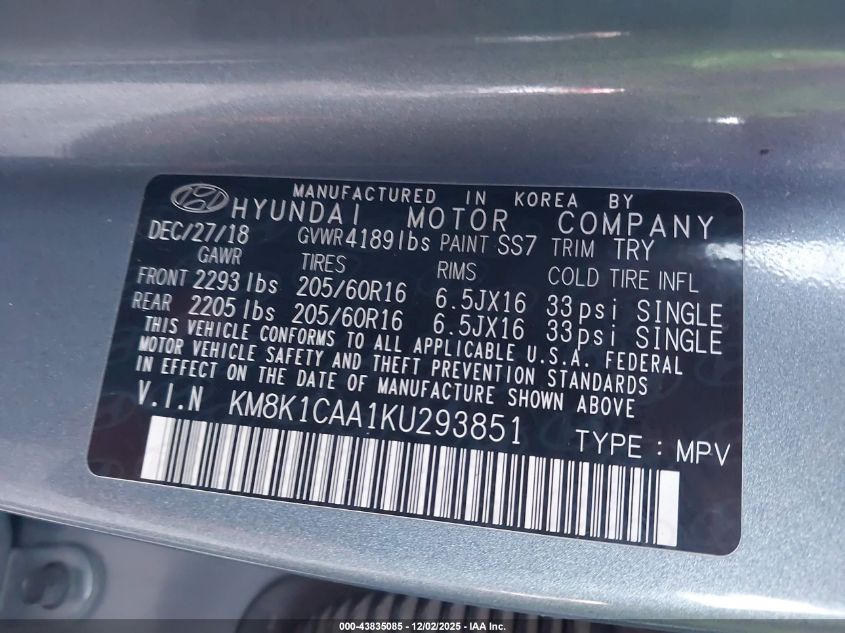 MANUFACTURED IN KOREA BY
HYUNDAI MOTOR COMPANY
DEC/27/18 GVWR 4189 lbs PAINT SS7 TRIM TRY
GAWR TIRES RIMS COLD TIRE INFL
FRONT 2293 lbs 205/60R16 6.5JX16 33psi SINGLE
REAR 2205 lbs 205/60R16 6.5JX16 33psi SINGLE
THIS VEHICLE CONFORMS TO ALL APPLICABLE U.S.A. FEDERAL
MOTOR VEHICLE SAFETY AND THEFT PREVENTION STANDARDS
IN EFFECT ON THE DATE OF MANUFACTURE SHOWN ABOVE
V.I.N KM8K1CAA1KU293851 TYPE : MPV
000-43835085 - 12/02/2025 - IAA Inc.